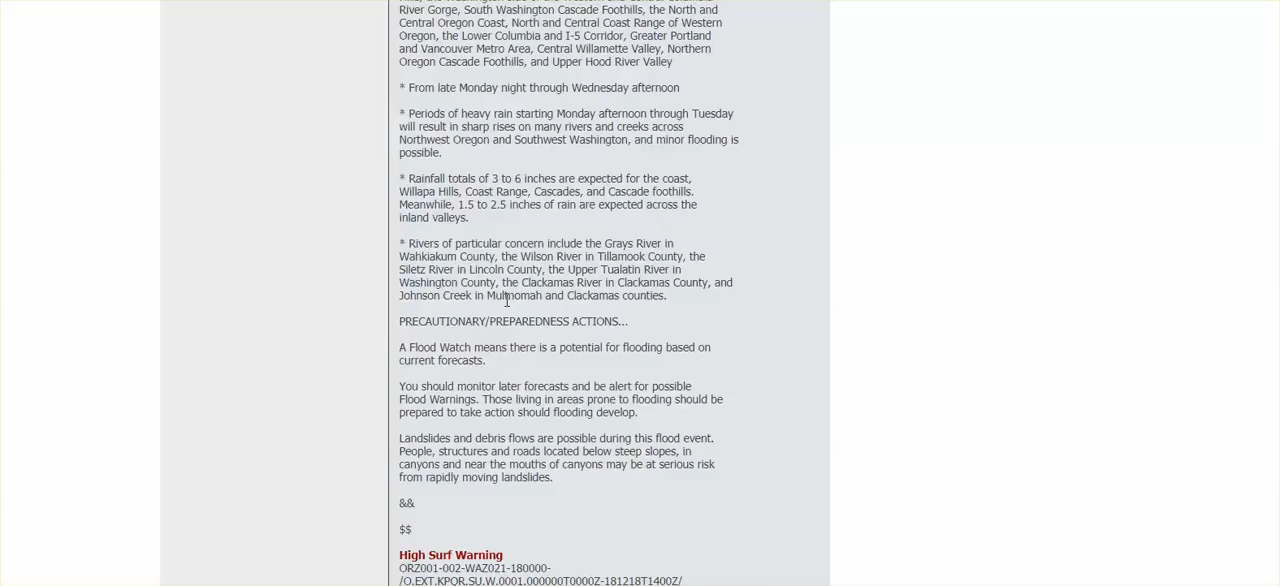 River Gorge, South Washington Cascade Foothills, the North and
Central Oregon Coast, North and Central Coast Range of Western
Oregon, the Lower Columbia and I-5 Corridor, Greater Portland
and Vancouver Metro Area, Central Willamette Valley, Northern
Oregon Cascade Foothills, and Upper Hood River Valley
* From late Monday night through Wednesday afternoon
* Periods of heavy rain starting Monday afternoon through Tuesday
will result in sharp rises on many rivers and creeks across
Northwest Oregon and Southwest Washington, and minor flooding is
possible.
* Rainfall totals of 3 to 6 inches are expected for the coast,
Willapa Hills, Coast Range, Cascades, and Cascade foothills.
Meanwhile, 1.5 to 2.5 inches of rain are expected across the
inland valleys.
* Rivers of particular concern include the Grays River in
Wahkiakum County, the Wilson River in Tillamook County, the
Siletz River in Lincoln County, the Upper Tualatin River in
Washington County, the Clackamas River in Clackamas County, and
Johnson Creek in Multnomah and Clackamas counties.
PRECAUTIONARY/PREPAREDNESS ACTIONS...
A Flood Watch means there is a potential for flooding based on
current forecasts.
You should monitor later forecasts and be alert for possible
Flood Warnings. Those living in areas prone to flooding should be
prepared to take action should flooding develop.
Landslides and debris flows are possible during this flood event.
People, structures and roads located below steep slopes, in
canyons and near the mouths of canyons may be at serious risk
from rapidly moving landslides.
&&
$$
High Surf Warning
ORZ001-002-WAZ021-180000-
/O.EXT.KPQR.SU.W.0001.000000T0000Z-181218T1400Z/